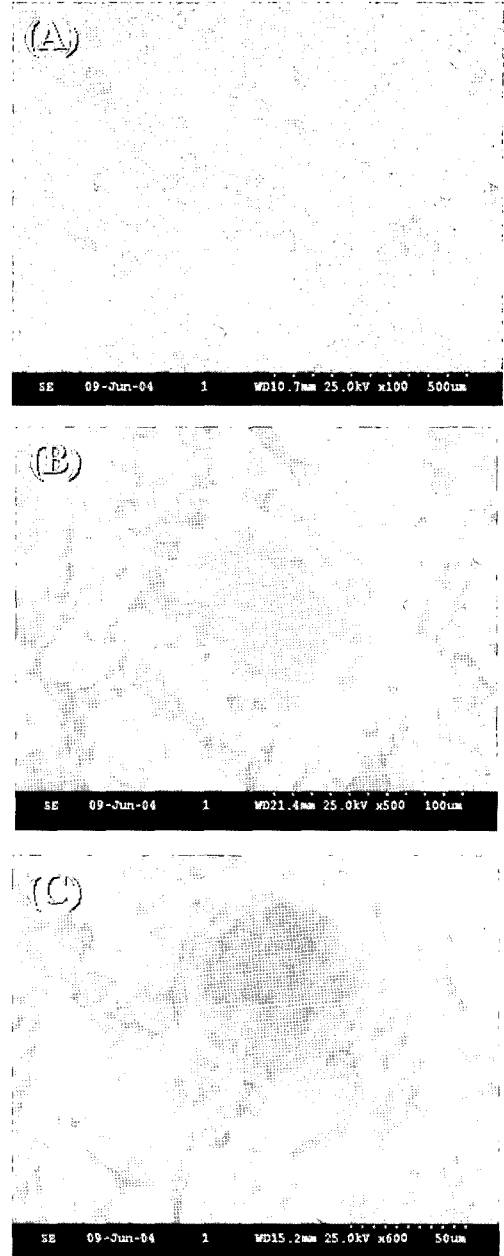 (A)
SE 09-Jun-04 1 WD10.7mm 25.0kV x100 500um
(B)
SE 09-Jun-04 1 WD21.4mm 25.0kV x500 100um
(C)
SE 09-Jun-04 1 WD15.2mm 25.0kV x600 50um